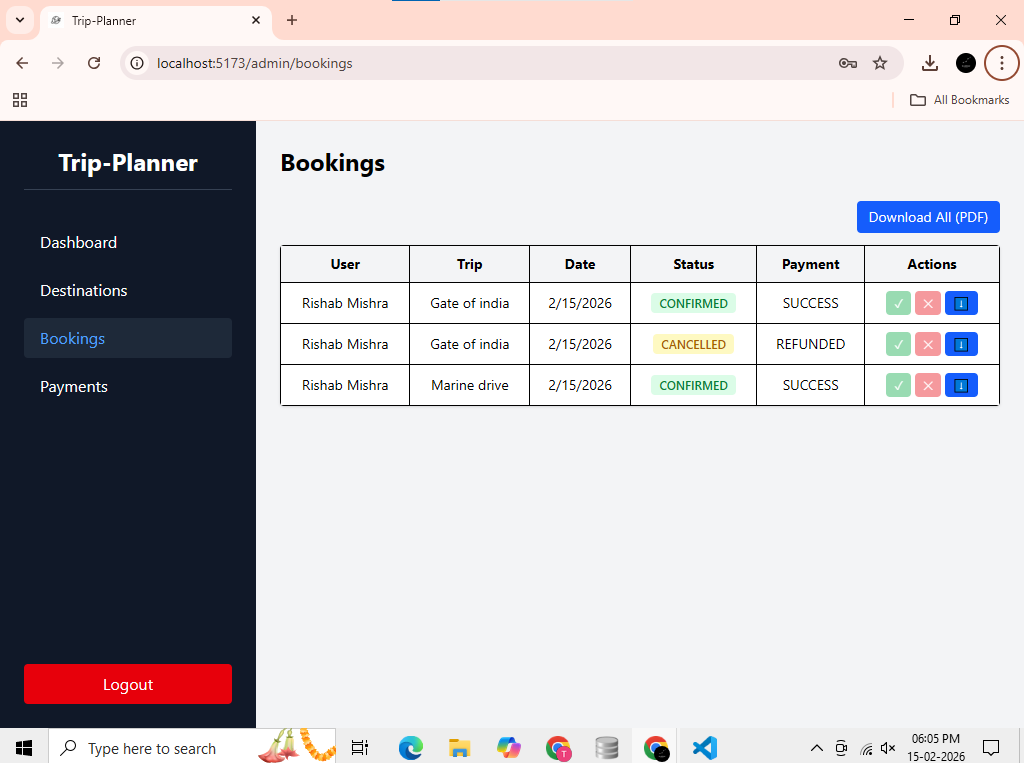 Trip-Planner
localhost:5173/admin/bookings
All Bookmarks
Trip-Planner
Dashboard
Destinations
Bookings
Payments
Logout
Bookings
Download All (PDF)
User Trip Date Status Payment Actions
Rishab Mishra Gate of india 2/15/2026 CONFIRMED SUCCESS
Rishab Mishra Gate of india 2/15/2026 CANCELLED REFUNDED
Rishab Mishra Marine drive 2/15/2026 CONFIRMED SUCCESS
Type here to search
T
06:05 PM
15-02-2026